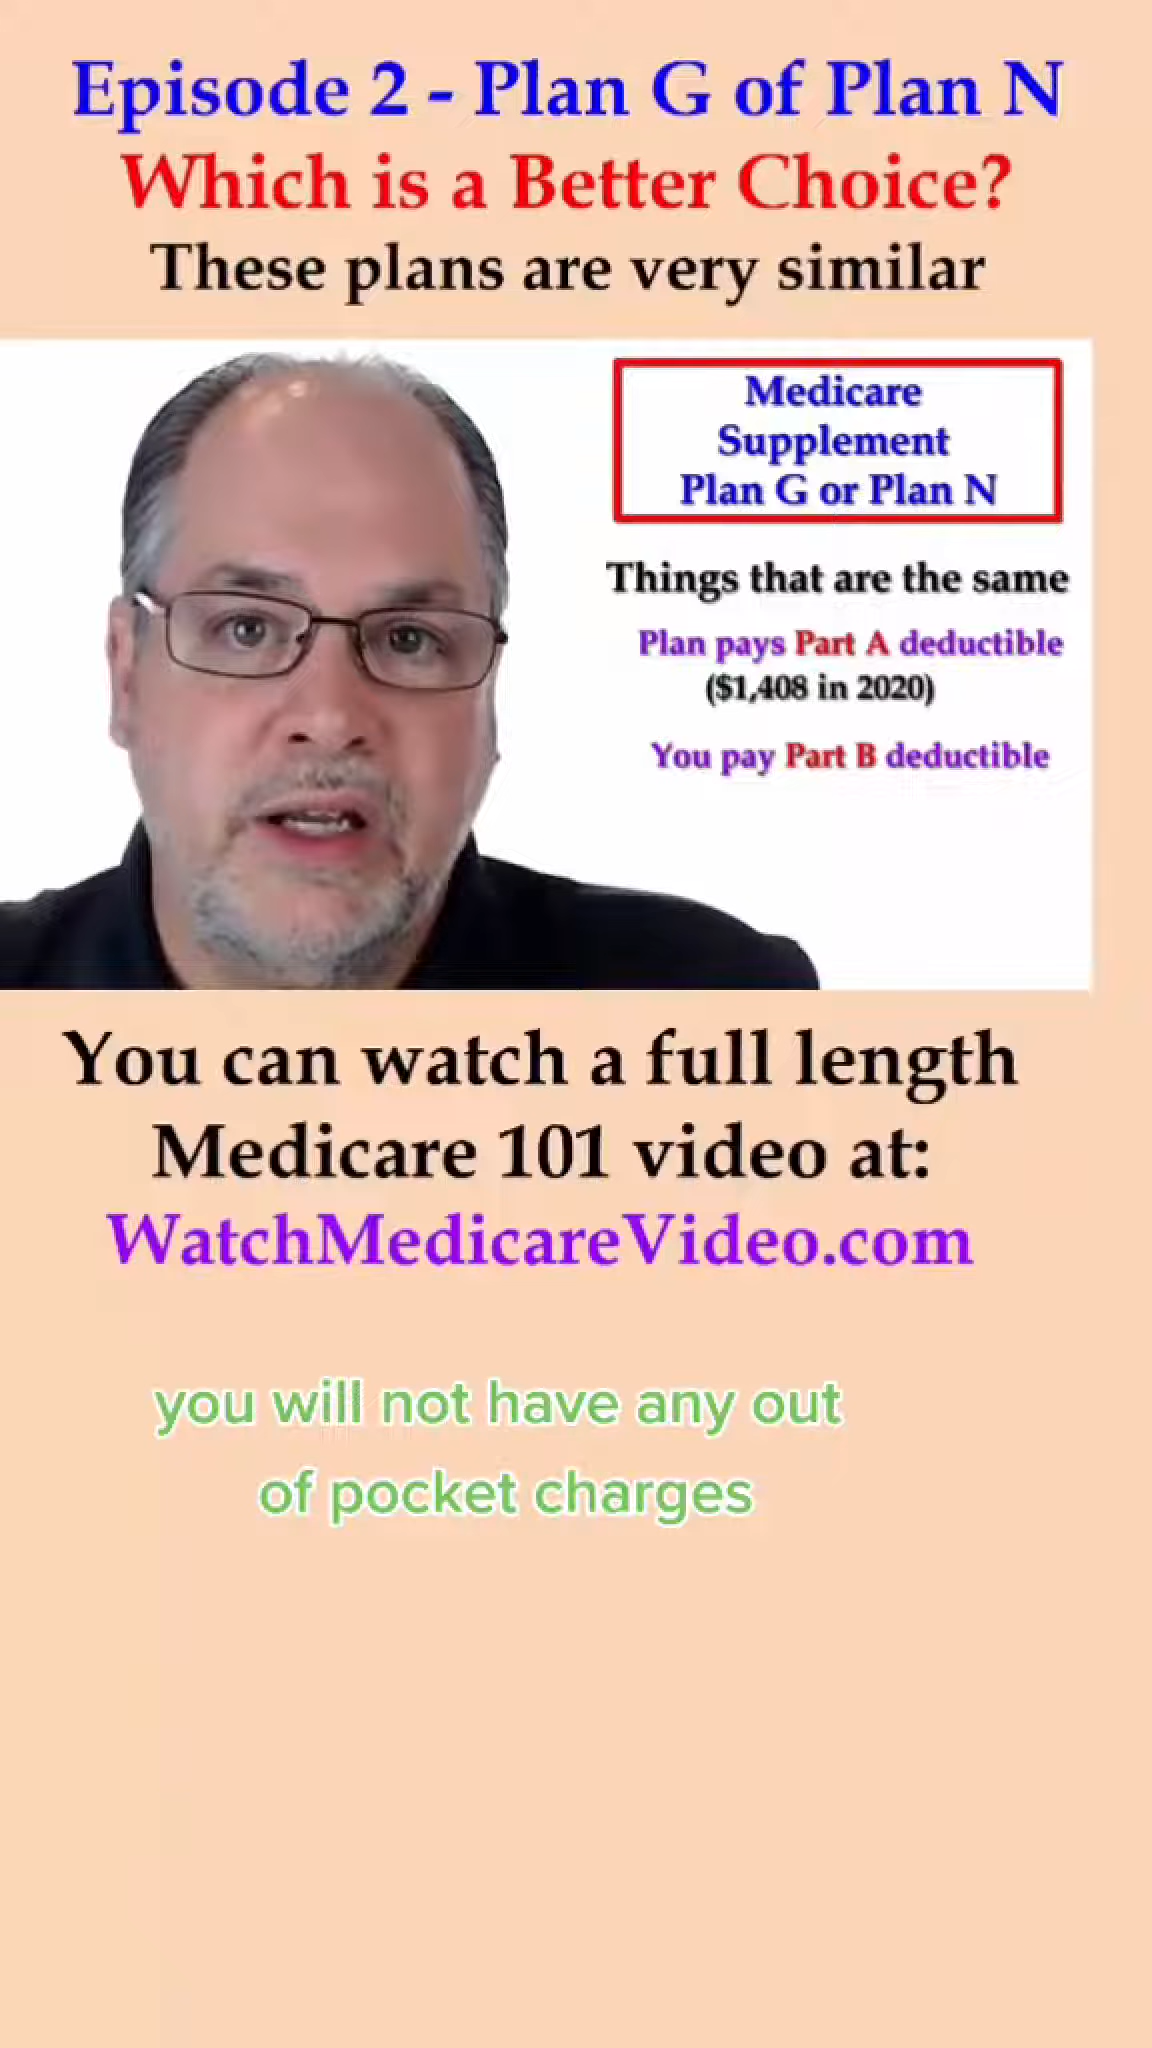 Episode 2 - Plan G of Plan N
Which is a Better Choice?
These plans are very similar
Medicare
Supplement
Plan G or Plan N
Things that are the same
Plan pays Part A deductible
($1,408 in 2020)
You pay Part B deductible
You can watch a full length
Medicare 101 video at:
WatchMedicareVideo.com
you will not have any out
of pocket charges